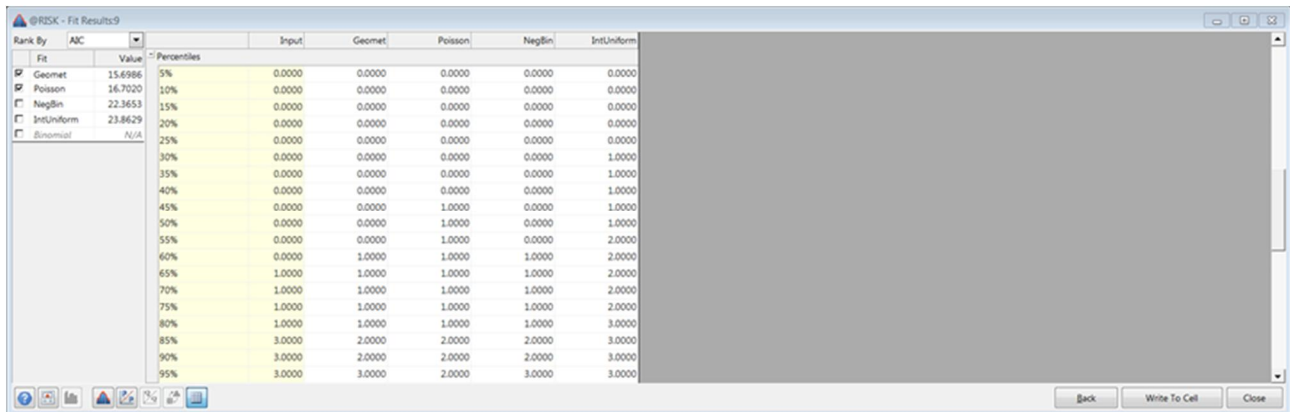 @RISK - Fit Results:9
Rank By AIC Input Geomet Poisson NegBin IntUniform
Fit Value Percentiles
Geomet 15.6986 5% 0.0000 0.0000 0.0000 0.0000 0.0000
Poisson 16.7020 10% 0.0000 0.0000 0.0000 0.0000 0.0000
NegBin 22.3653 15% 0.0000 0.0000 0.0000 0.0000 0.0000
IntUniform 23.8629 20% 0.0000 0.0000 0.0000 0.0000 0.0000
Binomial N/A 25% 0.0000 0.0000 0.0000 0.0000 0.0000
30% 0.0000 0.0000 0.0000 0.0000 1.0000
35% 0.0000 0.0000 0.0000 0.0000 1.0000
40% 0.0000 0.0000 0.0000 0.0000 1.0000
45% 0.0000 0.0000 1.0000 0.0000 1.0000
50% 0.0000 0.0000 1.0000 0.0000 1.0000
55% 0.0000 0.0000 1.0000 0.0000 2.0000
60% 0.0000 1.0000 1.0000 1.0000 2.0000
65% 1.0000 1.0000 1.0000 1.0000 2.0000
70% 1.0000 1.0000 1.0000 1.0000 2.0000
75% 1.0000 1.0000 1.0000 1.0000 2.0000
80% 1.0000 1.0000 1.0000 1.0000 3.0000
85% 3.0000 2.0000 2.0000 2.0000 3.0000
90% 3.0000 2.0000 2.0000 2.0000 3.0000
95% 3.0000 3.0000 2.0000 3.0000 3.0000
Back Write To Cell Close